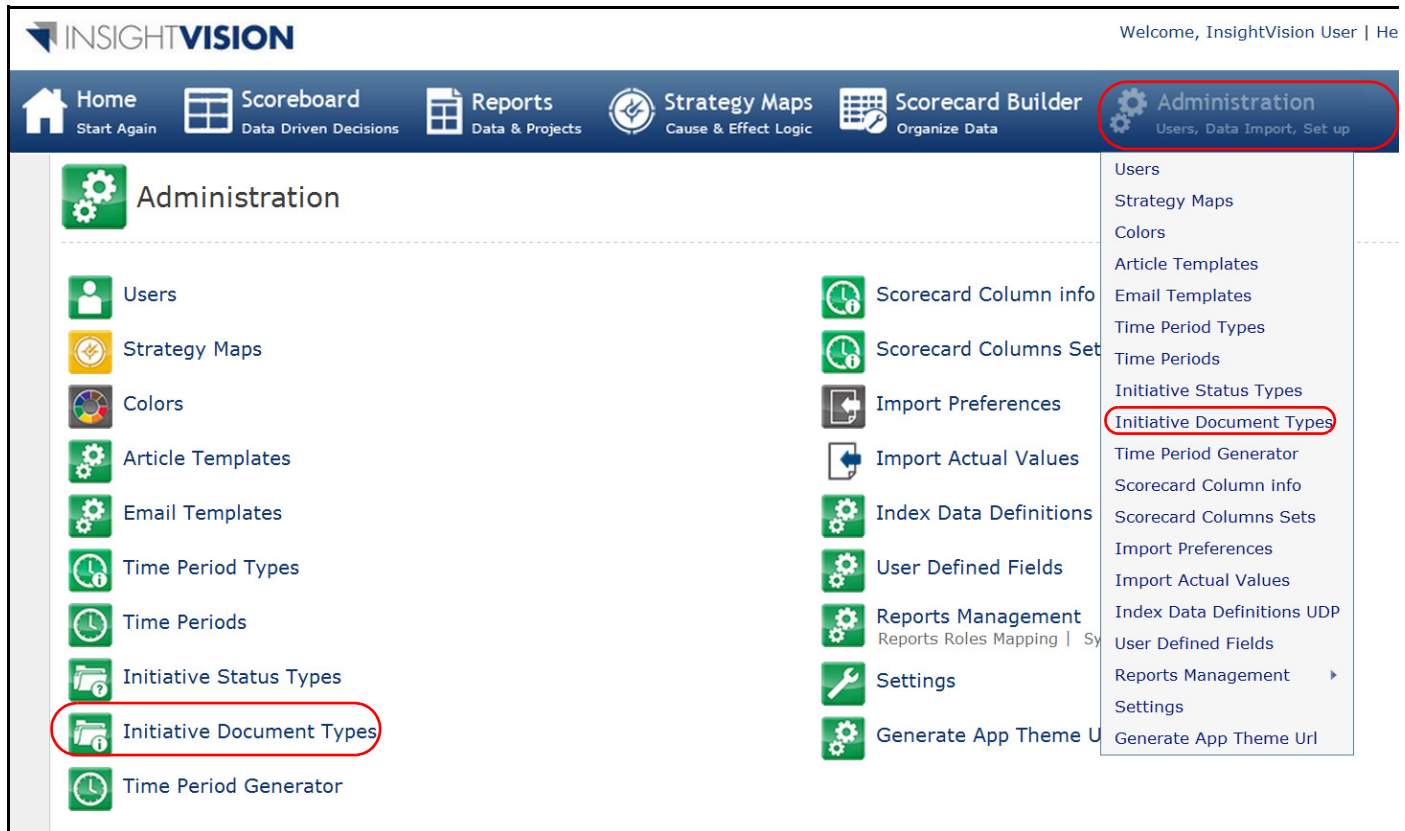 INSIGHTVISION
Welcome, InsightVision User | He
Home
Start Again
Scoreboard
Data Driven Decisions
Reports
Data & Projects
Strategy Maps
Cause & Effect Logic
Scorecard Builder
Organize Data
Administration
Users, Data Import, Set up
Administration
Users
Strategy Maps
Colors
Article Templates
Email Templates
Time Period Types
Time Periods
Initiative Status Types
Initiative Document Types
Time Period Generator
Scorecard Column info
Scorecard Columns Set
Import Preferences
Import Actual Values
Index Data Definitions
User Defined Fields
Reports Management
Reports Roles Mapping | Sy
Settings
Generate App Theme U
Users
Strategy Maps
Colors
Article Templates
Email Templates
Time Period Types
Time Periods
Initiative Status Types
Initiative Document Types
Time Period Generator
Scorecard Column info
Scorecard Columns Sets
Import Preferences
Import Actual Values
Index Data Definitions UDP
User Defined Fields
Reports Management
Settings
Generate App Theme Url